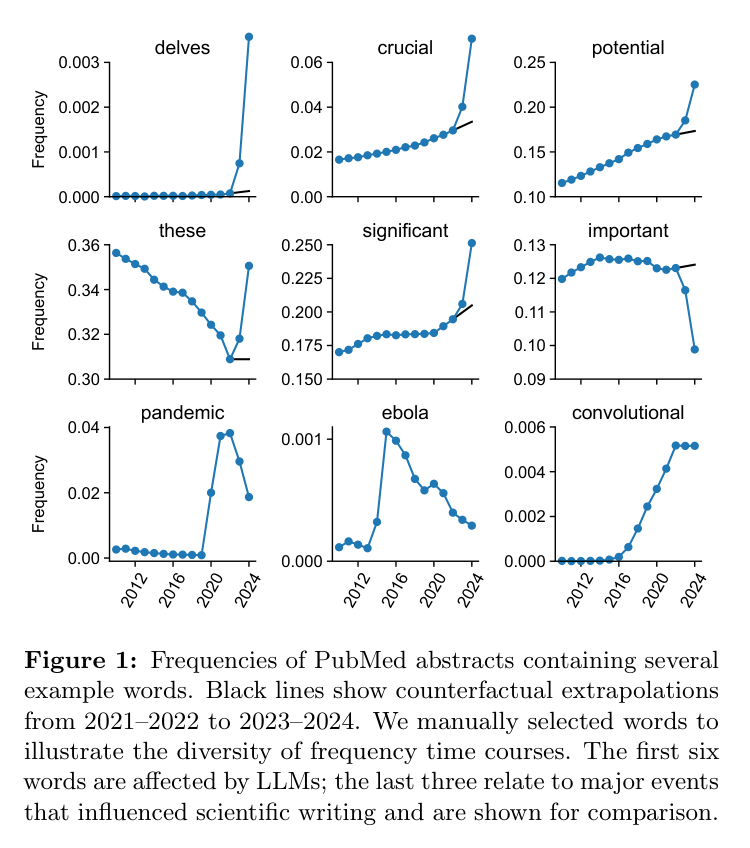 delves
crucial
potential
0.003
0.002
0.001
0.000
Frequency
0.06
0.04
0.02
0.00
0.25
0.20
0.15
0.10
these
significant
important
0.36
0.34
0.32
0.30
Frequency
0.250
0.225
0.200
0.175
0.150
0.13
0.12
0.11
0.10
0.09
pandemic
ebola
convolutional
0.04
0.02
0.00
Frequency
0.001
0.000
0.006
0.004
0.002
0.000
2012 2016 2020 2024
2012 2016 2020 2024
2012 2016 2020 2024
Figure 1: Frequencies of PubMed abstracts containing several
example words. Black lines show counterfactual extrapolations
from 2021–2022 to 2023–2024. We manually selected words to
illustrate the diversity of frequency time courses. The first six
words are affected by LLMs; the last three relate to major events
that influenced scientific writing and are shown for comparison.